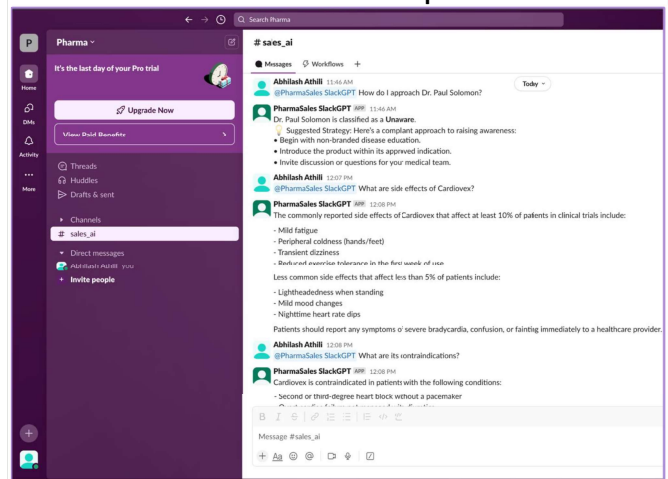 Search Pharma
P
Pharma
It's the last day of your Pro trial
Upgrade Now
View Paid Benefits
Home
DMs
Activity
More
Threads
Huddles
Drafts & sent
Channels
# sales_ai
Direct messages
Abhilash Athili you
Invite people
# saes_ai
Messages
Workflows
Today
Abhilash Athili 11:46 AM
@PharmaSales SlackGPT How do I approach Dr. Paul Solomon?
PharmaSales SlackGPT APP 11:46 AM
Dr. Paul Solomon is classified as a Unaware.
Suggested Strategy: Here's a complant approach to raising awareness:
• Begin with non-branded disease eduation.
• Introduce the product within its approved indication.
• Invite discussion or questions for your medical team.
Abhilash Athili 12:07 PM
@PharmaSales SlackGPT What are side effects of Cardiovex?
PharmaSales SlackGPT APP 12:08 PM
The commonly reported side effects of Cardiovex that affect at least 10% of patients in clinical trials include:
- Mild fatigue
- Peripheral coldness (hands/feet)
- Transient dizziness
- Reduced exercise tolerance in the first week of use
Less common side effects that affect less than 5% of patients include:
- Lightheadedness when standing
- Mild mood changes
- Nighttime heart rate dips
Patients should report any symptoms of severe bradycardia, confusion, or fainting immediately to a healthcare provider.
Abhilash Athili 12:08 PM
@PharmaSales SlackGPT What are its contraindications?
PharmaSales SlackGPT APP 12:08 PM
Cardiovex is contraindicated in patients with the following conditions:
- Second or third-degree heart block without a pacemaker
Message #sales_ai
Aa